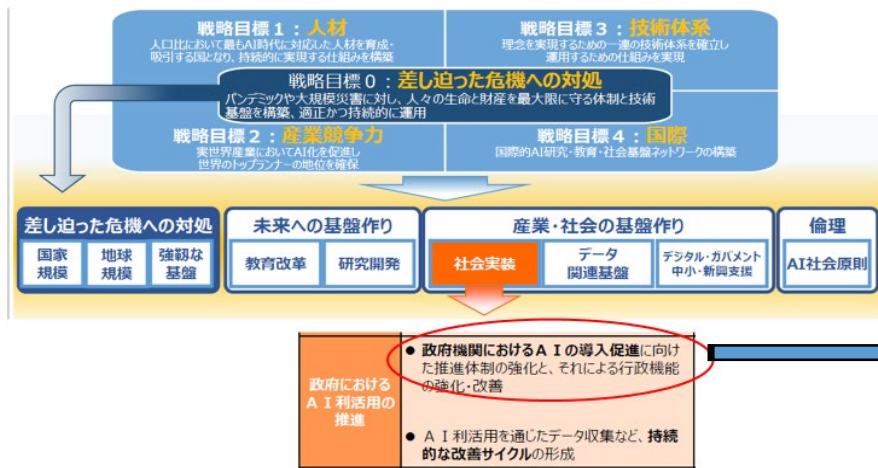 戦略目標１：人材
人口比において最もAI時代に対応した人材を育成・
吸引する国となり、持続的に実現する仕組みを構築
戦略目標３：技術体系
理念を実現するための一連の技術体系を確立し
運用するための仕組みを実現
戦略目標０：差し迫った危機への対処
パンデミックや大規模災害に対し、人々の生命と財産を最大限に守る体制と技術
基盤を構築、適正かつ持続的に運用
戦略目標２：産業競争力
実世界産業においてAI化を促進し
世界のトップランナーの地位を確保
戦略目標４：国際
国際的AI研究・教育・社会基盤ネットワークの構築
差し迫った危機への対処
国家
規模
地球
規模
強靭な
基盤
未来への基盤作り
教育改革
研究開発
産業・社会の基盤作り
社会実装
データ
関連基盤
デジタル・ガバメント
中小・新興支援
倫理
AI社会原則
政府における
ＡＩ利活用の
推進
● 政府機関におけるＡＩの導入促進に向け
た推進体制の強化と、それによる行政機能
の強化・改善
● ＡＩ利活用を通じたデータ収集など、持続
的な改善サイクルの形成